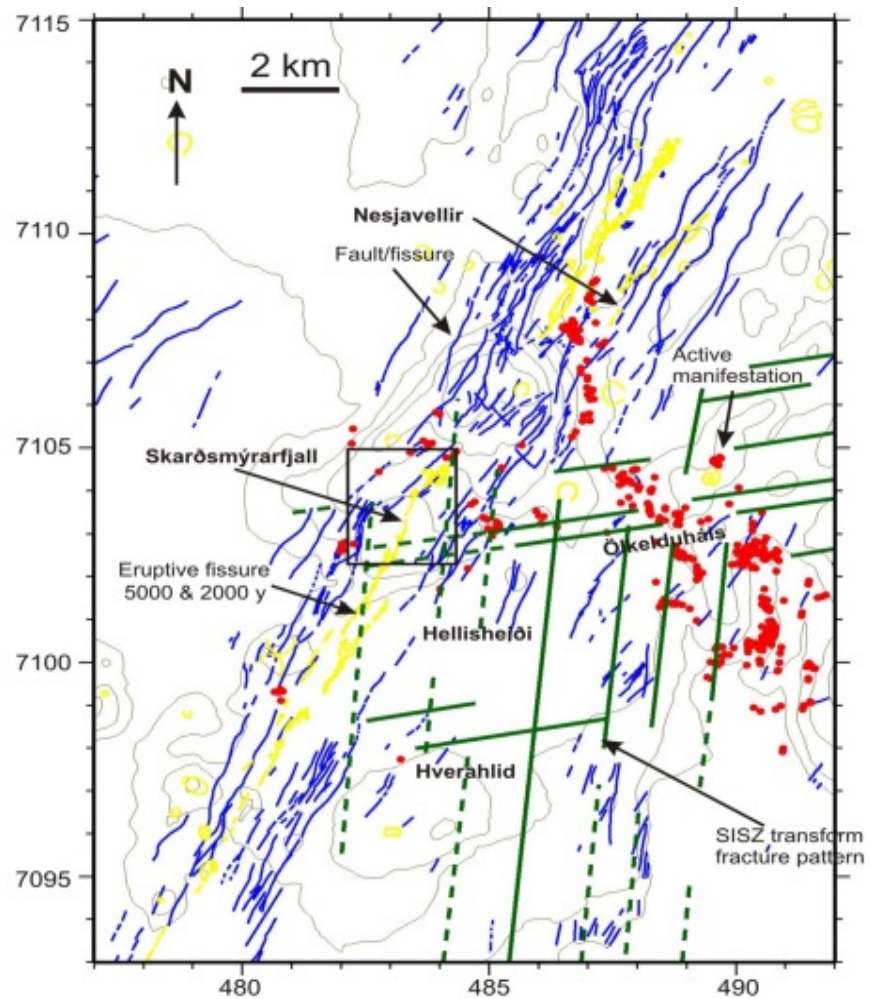 7115
N
2 km
7110
Nesjavellir
Fault/fissure
Active
manifestation
7105
Skarðsmýrarfjall
Ölkelduháls
Eruptive fissure
5000 & 2000 y
Hellisheiði
7100
Hverahlid
SISZ transform
fracture pattern
7095
480
485
490